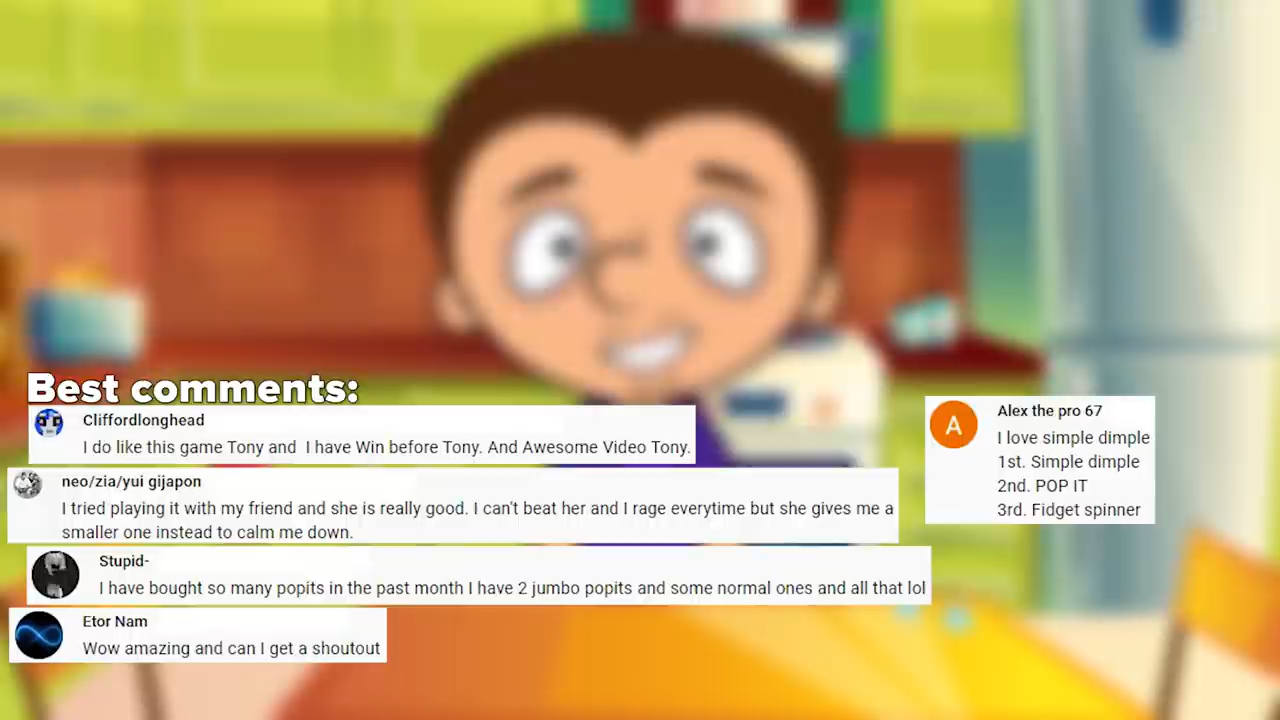 Best comments:
Cliffordlonghead
I do like this game Tony and  I have Win before Tony. And Awesome Video Tony.
neo/zia/yui gijapon
I tried playing it with my friend and she is really good. I can't beat her and I rage everytime but she gives me a
smaller one instead to calm me down.
Stupid-
I have bought so many popits in the past month I have 2 jumbo popits and some normal ones and all that lol
Etor Nam
Wow amazing and can I get a shoutout
A
Alex the pro 67
I love simple dimple
1st. Simple dimple
2nd. POP IT
3rd. Fidget spinner